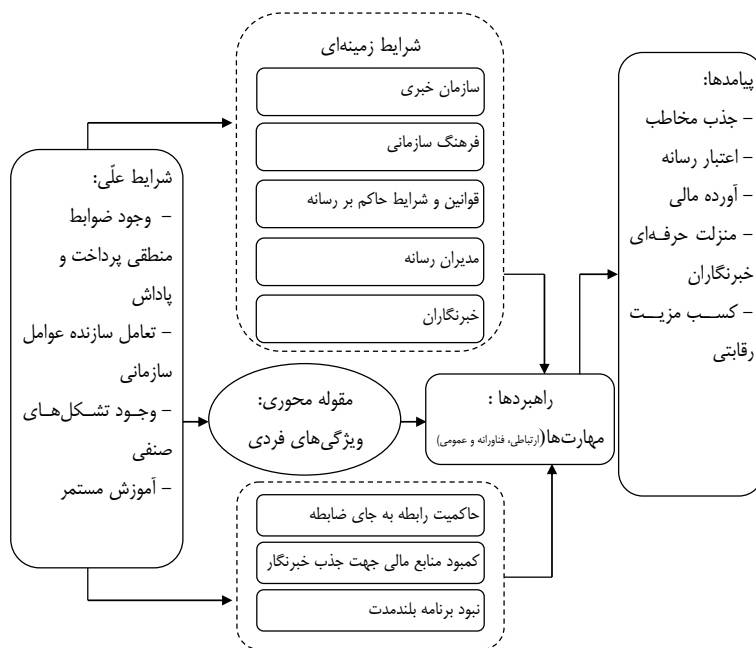 شرایط زمینه‌ای
سازمان خبری
فرهنگ سازمانی
قوانین و شرایط حاکم بر رسانه
مدیران رسانه
خبرنگاران
پیامدها:
– جذب مخاطب
– اعتبار رسانه
– آورده مالی
– منزلت حرفه‌ای
خبرنگاران
– کسب مزیت
رقابتی
شرایط علّی:
– وجود ضوابط
منطقی پرداخت و
پاداش
– تعامل سازنده عوامل
سازمانی
– وجود تشکل‌های
صنفی
– آموزش مستمر
مقوله محوری:
ویژگی‌های فردی
راهبردها :
مهارت‌ها(ارتباطی، فناورانه و عمومی)
حاکمیت رابطه به جای ضابطه
کمبود منابع مالی جهت جذب خبرنگار
نبود برنامه بلندمدت